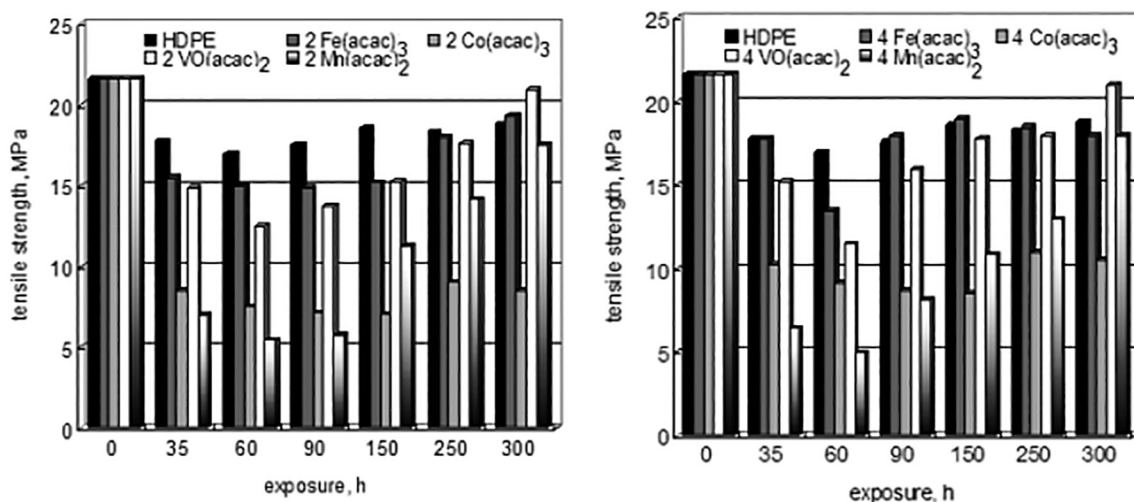 25
20
15
10
5
0
tensile strength, MPa
HDPE 2 Fe(acac)3 2 Co(acac)3
2 VO(acac)2 2 Mn(acac)2
0 35 60 90 150 250 300
exposure, h
25
20
15
10
5
0
tensile strength, MPa
HDPE 4 Fe(acac)3 4 Co(acac)3
4 VO(acac)2 4 Mn(acac)2
0 35 60 90 150 250 300
exposure, h